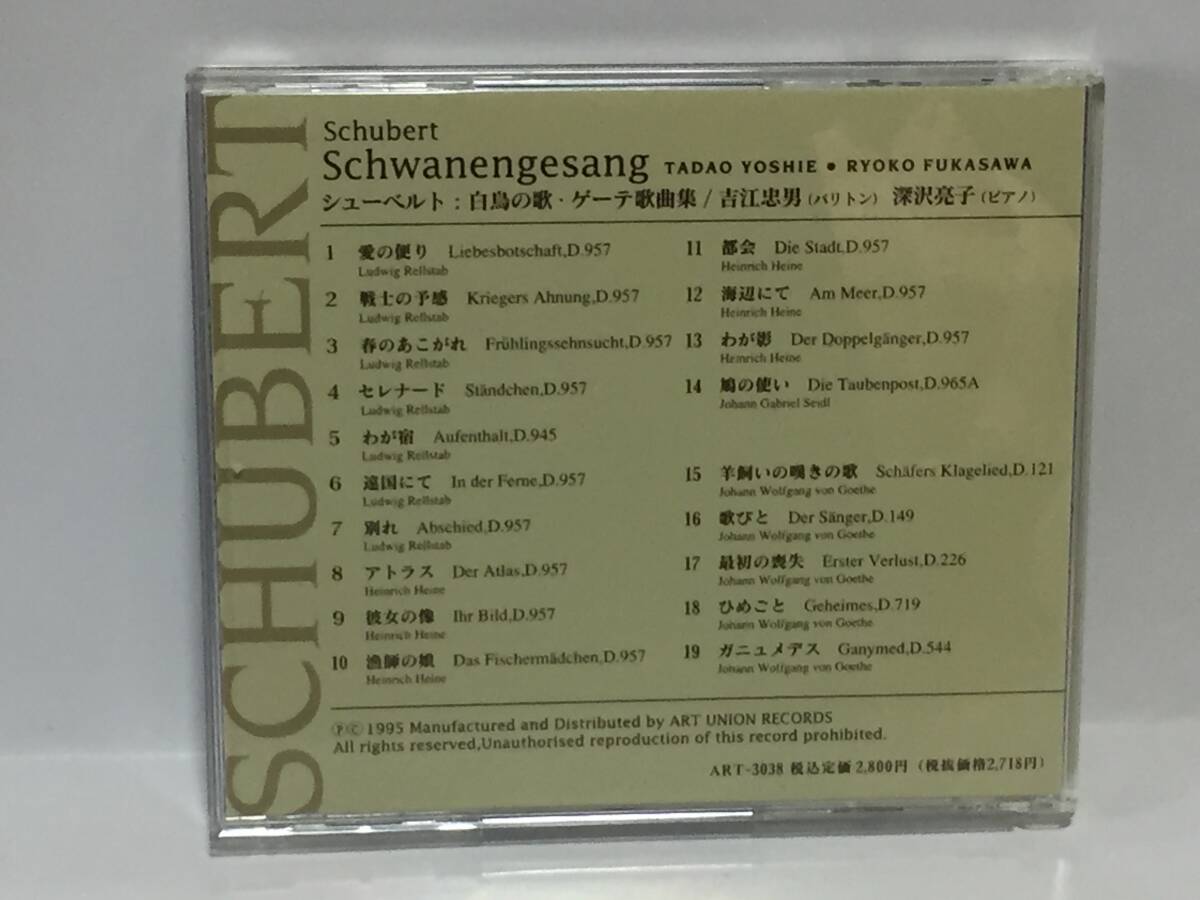 SCHUBERT
Schubert
Schwanengesang TADAO YOSHIE • RYOKO FUKASAWA
シューベルト : 白鳥の歌・ゲーテ歌曲集 / 吉江忠男 (バリトン) 深沢亮子 (ピアノ)
1 愛の便り Liebesbotschaft,D.957
Ludwig Rellstab
2 戦士の予感 Kriegers Ahnung,D.957
Ludwig Rellstab
3 春のあこがれ Frühlingssehnsucht,D.957
Ludwig Rellstab
4 セレナード Ständchen,D.957
Ludwig Rellstab
5 わが宿 Aufenthalt,D.945
Ludwig Rellstab
6 遠国にて In der Ferne,D.957
Ludwig Rellstab
7 別れ Abschied,D.957
Ludwig Rellstab
8 アトラス Der Atlas,D.957
Heinrich Heine
9 彼女の像 Ihr Bild,D.957
Heinrich Heine
10 漁師の娘 Das Fischermädchen,D.957
Heinrich Heine
11 都会 Die Stadt,D.957
Heinrich Heine
12 海辺にて Am Meer,D.957
Heinrich Heine
13 わが影 Der Doppelgänger,D.957
Heinrich Heine
14 鳩の使い Die Taubenpost,D.965A
Johann Gabriel Seidl
15 羊飼いの嘆きの歌 Schäfers Klagelied,D.121
Johann Wolfgang von Goethe
16 歌びと Der Sänger,D.149
Johann Wolfgang von Goethe
17 最初の喪失 Erster Verlust,D.226
Johann Wolfgang von Goethe
18 ひめごと Geheimes,D.719
Johann Wolfgang von Goethe
19 ガニュメデス Ganymed,D.544
Johann Wolfgang von Goethe
Ⓟ© 1995 Manufactured and Distributed by ART UNION RECORDS
All rights reserved,Unauthorised reproduction of this record prohibited.
ART-3038 税込定価2,800円 (税抜価格2,718円)